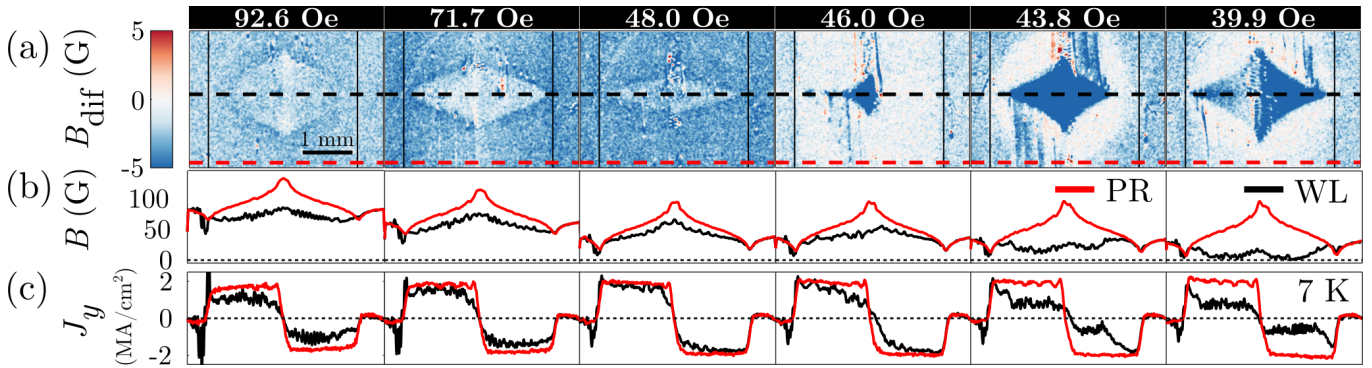 92.6 Oe 71.7 Oe 48.0 Oe 46.0 Oe 43.8 Oe 39.9 Oe
(a) B_dif (G) 5 0 -5
1 mm
(b) B (G) 100 50 0
PR WL
(c) J_y (MA/cm²) 2 0 -2
7 K